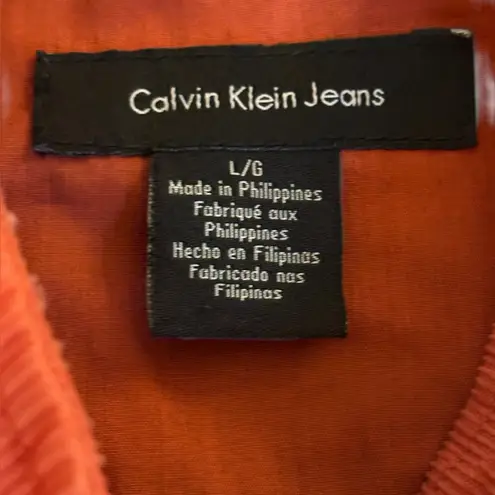 Calvin Klein Jeans
L/G
Made in Philippines
Fabriqué aux
Philippines
Hecho en Filipinas
Fabricado nas
Filipinas